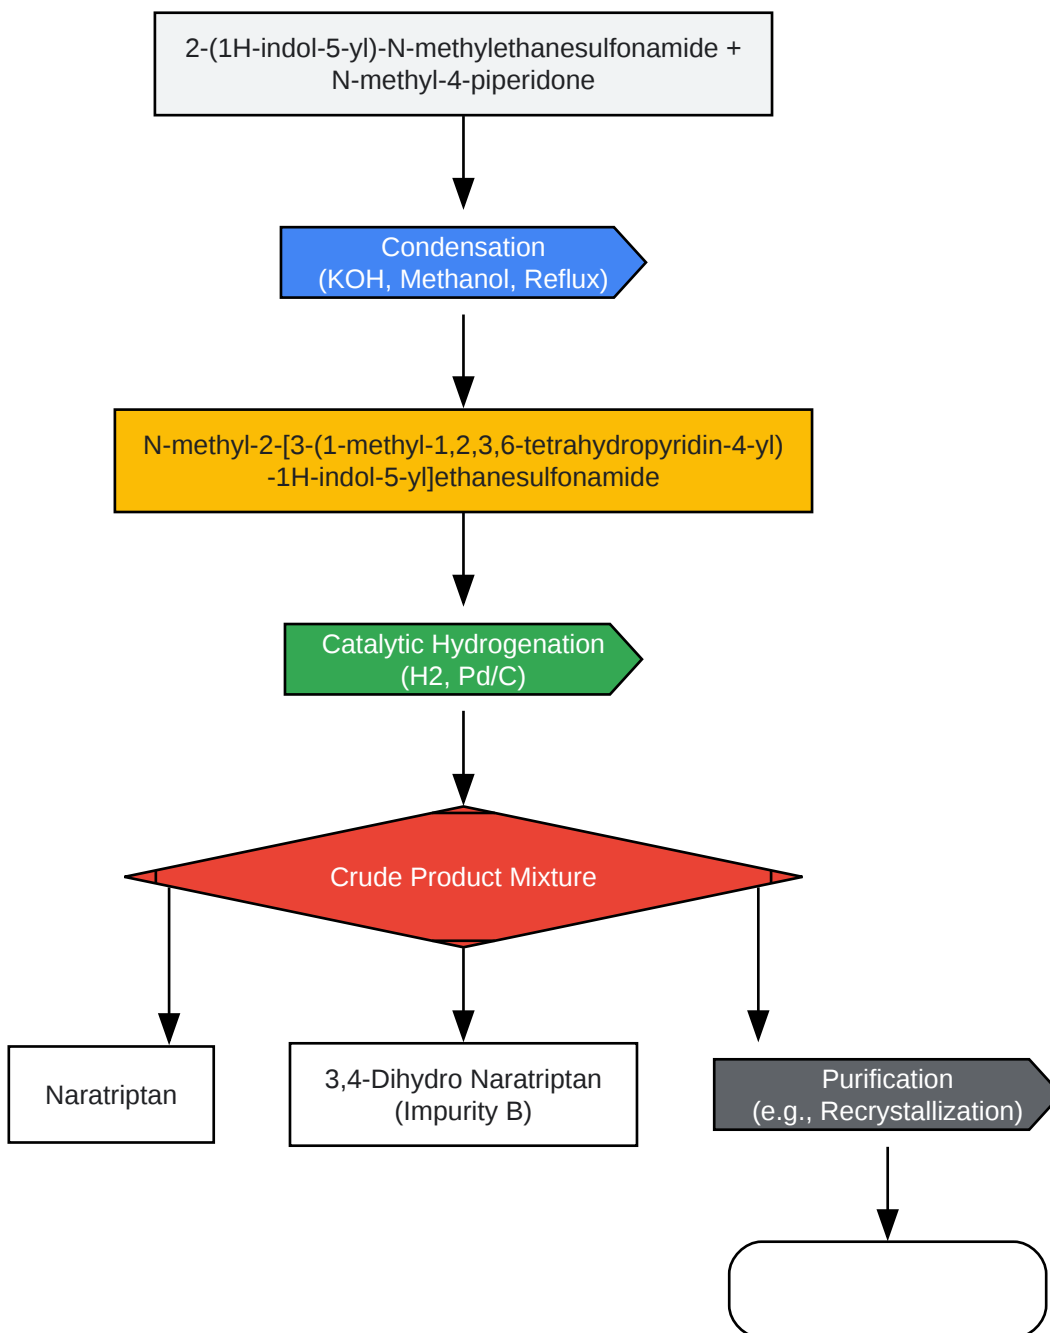 2-(1H-indol-5-yl)-N-methylethanesulfonamide +
N-methyl-4-piperidone
Condensation
(KOH, Methanol, Reflux)
N-methyl-2-[3-(1-methyl-1,2,3,6-tetrahydropyridin-4-yl)
-1H-indol-5-yl]ethanesulfonamide
Catalytic Hydrogenation
(H2, Pd/C)
Crude Product Mixture
Naratriptan
3,4-Dihydro Naratriptan
(Impurity B)
Purification
(e.g., Recrystallization)